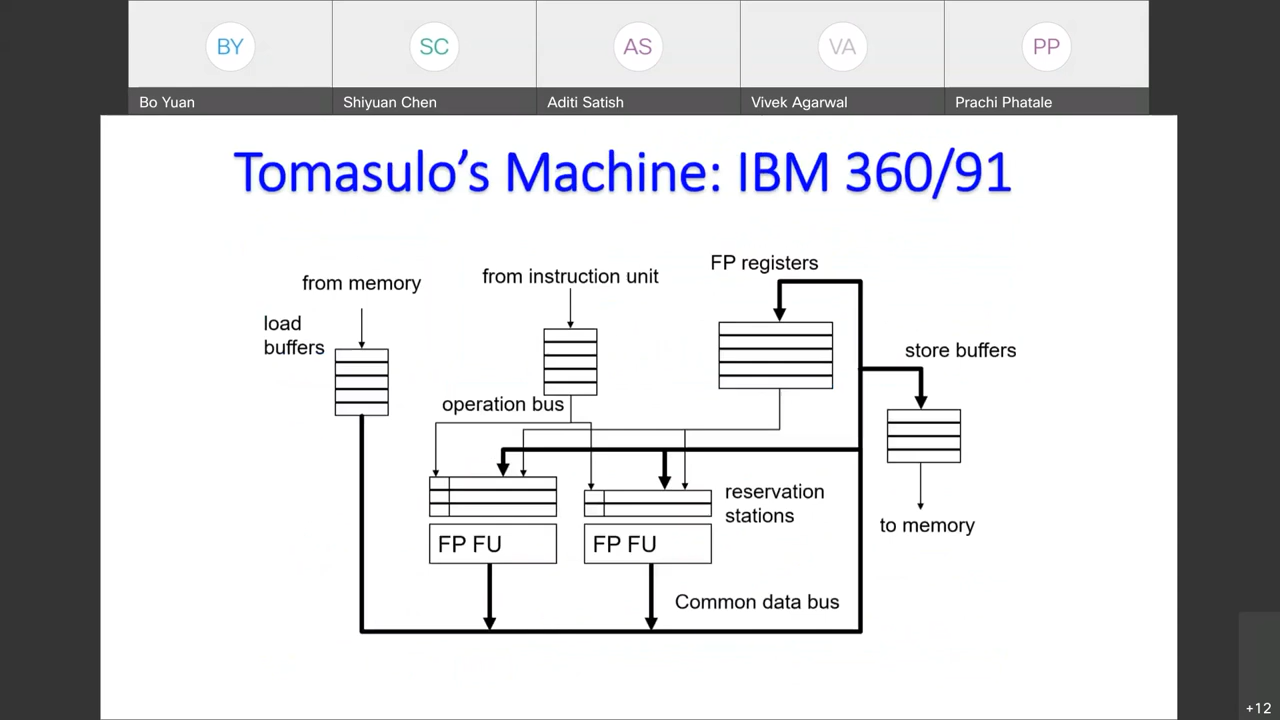 BY
Bo Yuan
SC
Shiyuan Chen
AS
Aditi Satish
VA
Vivek Agarwal
PP
Prachi Phatale
Tomasulo's Machine: IBM 360/91
from memory
from instruction unit
FP registers
load
buffers
store buffers
operation bus
reservation
stations
to memory
FP FU
FP FU
Common data bus
+12